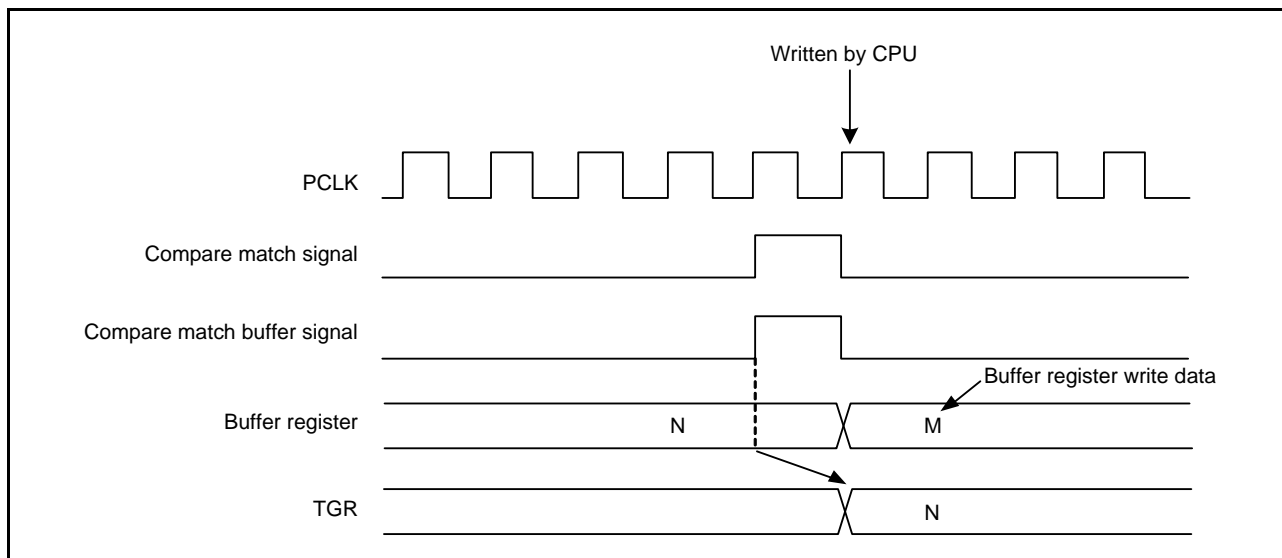 Written by CPU
PCLK
Compare match signal
Compare match buffer signal
Buffer register write data
Buffer register
N
M
TGR
N